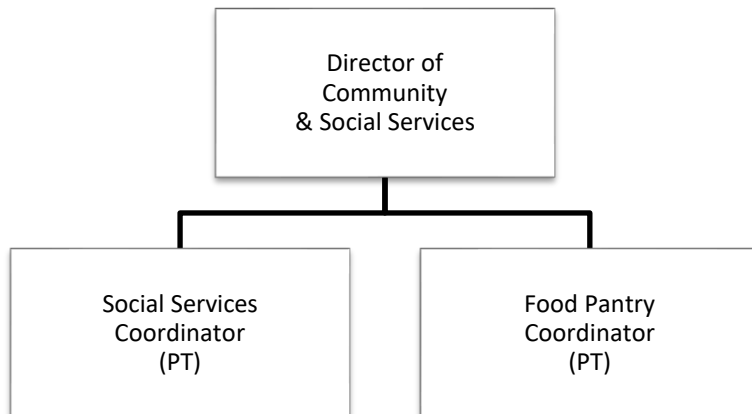 Director of
Community
& Social Services
Social Services
Coordinator
(PT)
Food Pantry
Coordinator
(PT)